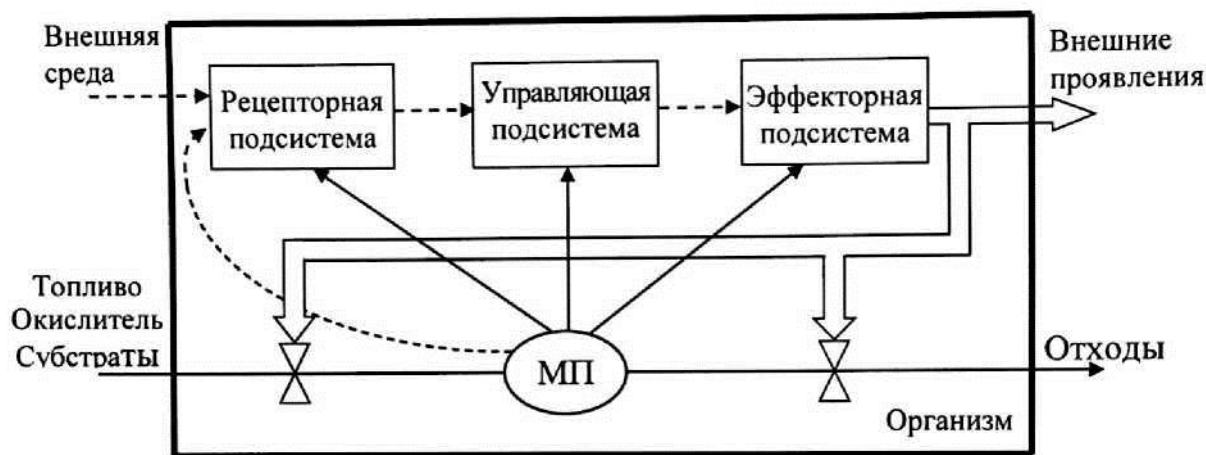 Внешняя
среда
Рецепторная
подсистема
Управляющая
подсистема
Эффекторная
подсистема
Внешние
проявления
Топливо
Окислитель
Субстраты
МП
Отходы
Организм